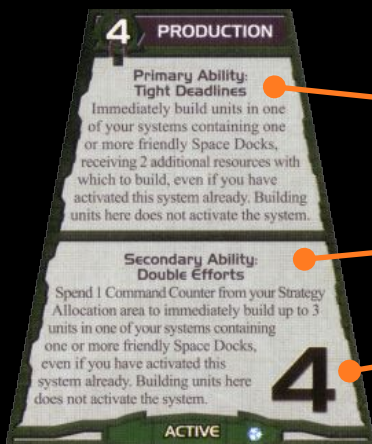 4 PRODUCTION
Primary Ability:
Tight Deadlines
Immediately build units in one
of your systems containing one
or more friendly Space Docks,
receiving 2 additional resources with
which to build, even if you have
activated this system already. Building
units here does not activate the system.
Secondary Ability:
Double Efforts
Spend 1 Command Counter from your Strategy
Allocation area to immediately build up to 3
units in one of your systems containing
one or more friendly Space Docks,
even if you have activated this
system already. Building units here
does not activate the system.
4
ACTIVE